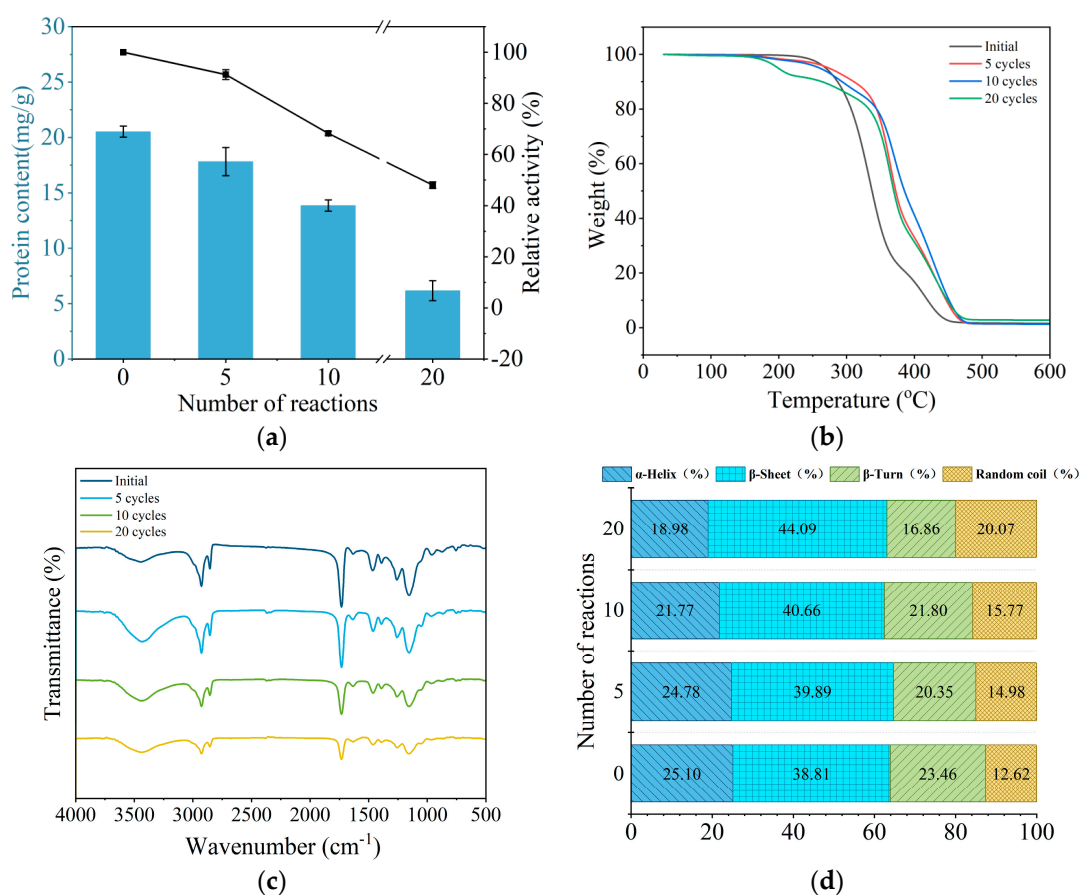 30
25
20
15
10
5
0
Protein content(mg/g)
100
80
60
40
20
0
-20
Relative activity (%)
0 5 10 20
Number of reactions
(a)
100
80
60
40
20
0
Weight (%)
Initial
5 cycles
10 cycles
20 cycles
100 200 300 400 500 600
Temperature (°C)
(b)
Initial
5 cycles
10 cycles
20 cycles
Transmittance (%)
4000 3500 3000 2500 2000 1500 1000 500
Wavenumber (cm⁻¹)
(c)
α-Helix（%） β-Sheet（%） β-Turn（%） Random coil（%）
20 18.98 44.09 16.86 20.07
10 21.77 40.66 21.80 15.77
5 24.78 39.89 20.35 14.98
0 25.10 38.81 23.46 12.62
Number of reactions
0 20 40 60 80 100
(d)